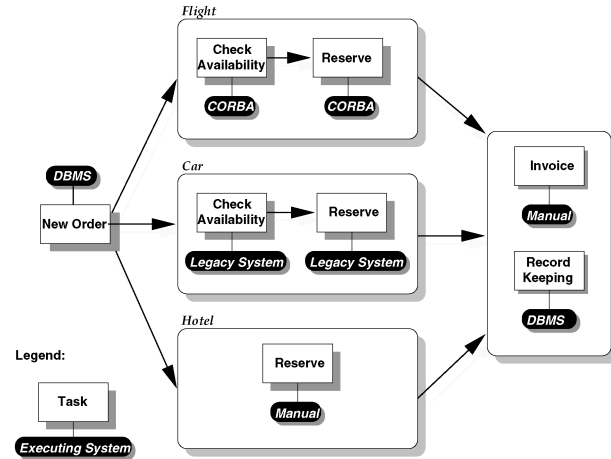 Flight
Check
Availability
Reserve
CORBA
CORBA
DBMS
New Order
Car
Check
Availability
Reserve
Legacy System
Legacy System
Hotel
Reserve
Manual
Invoice
Manual
Record
Keeping
DBMS
Legend:
Task
Executing System